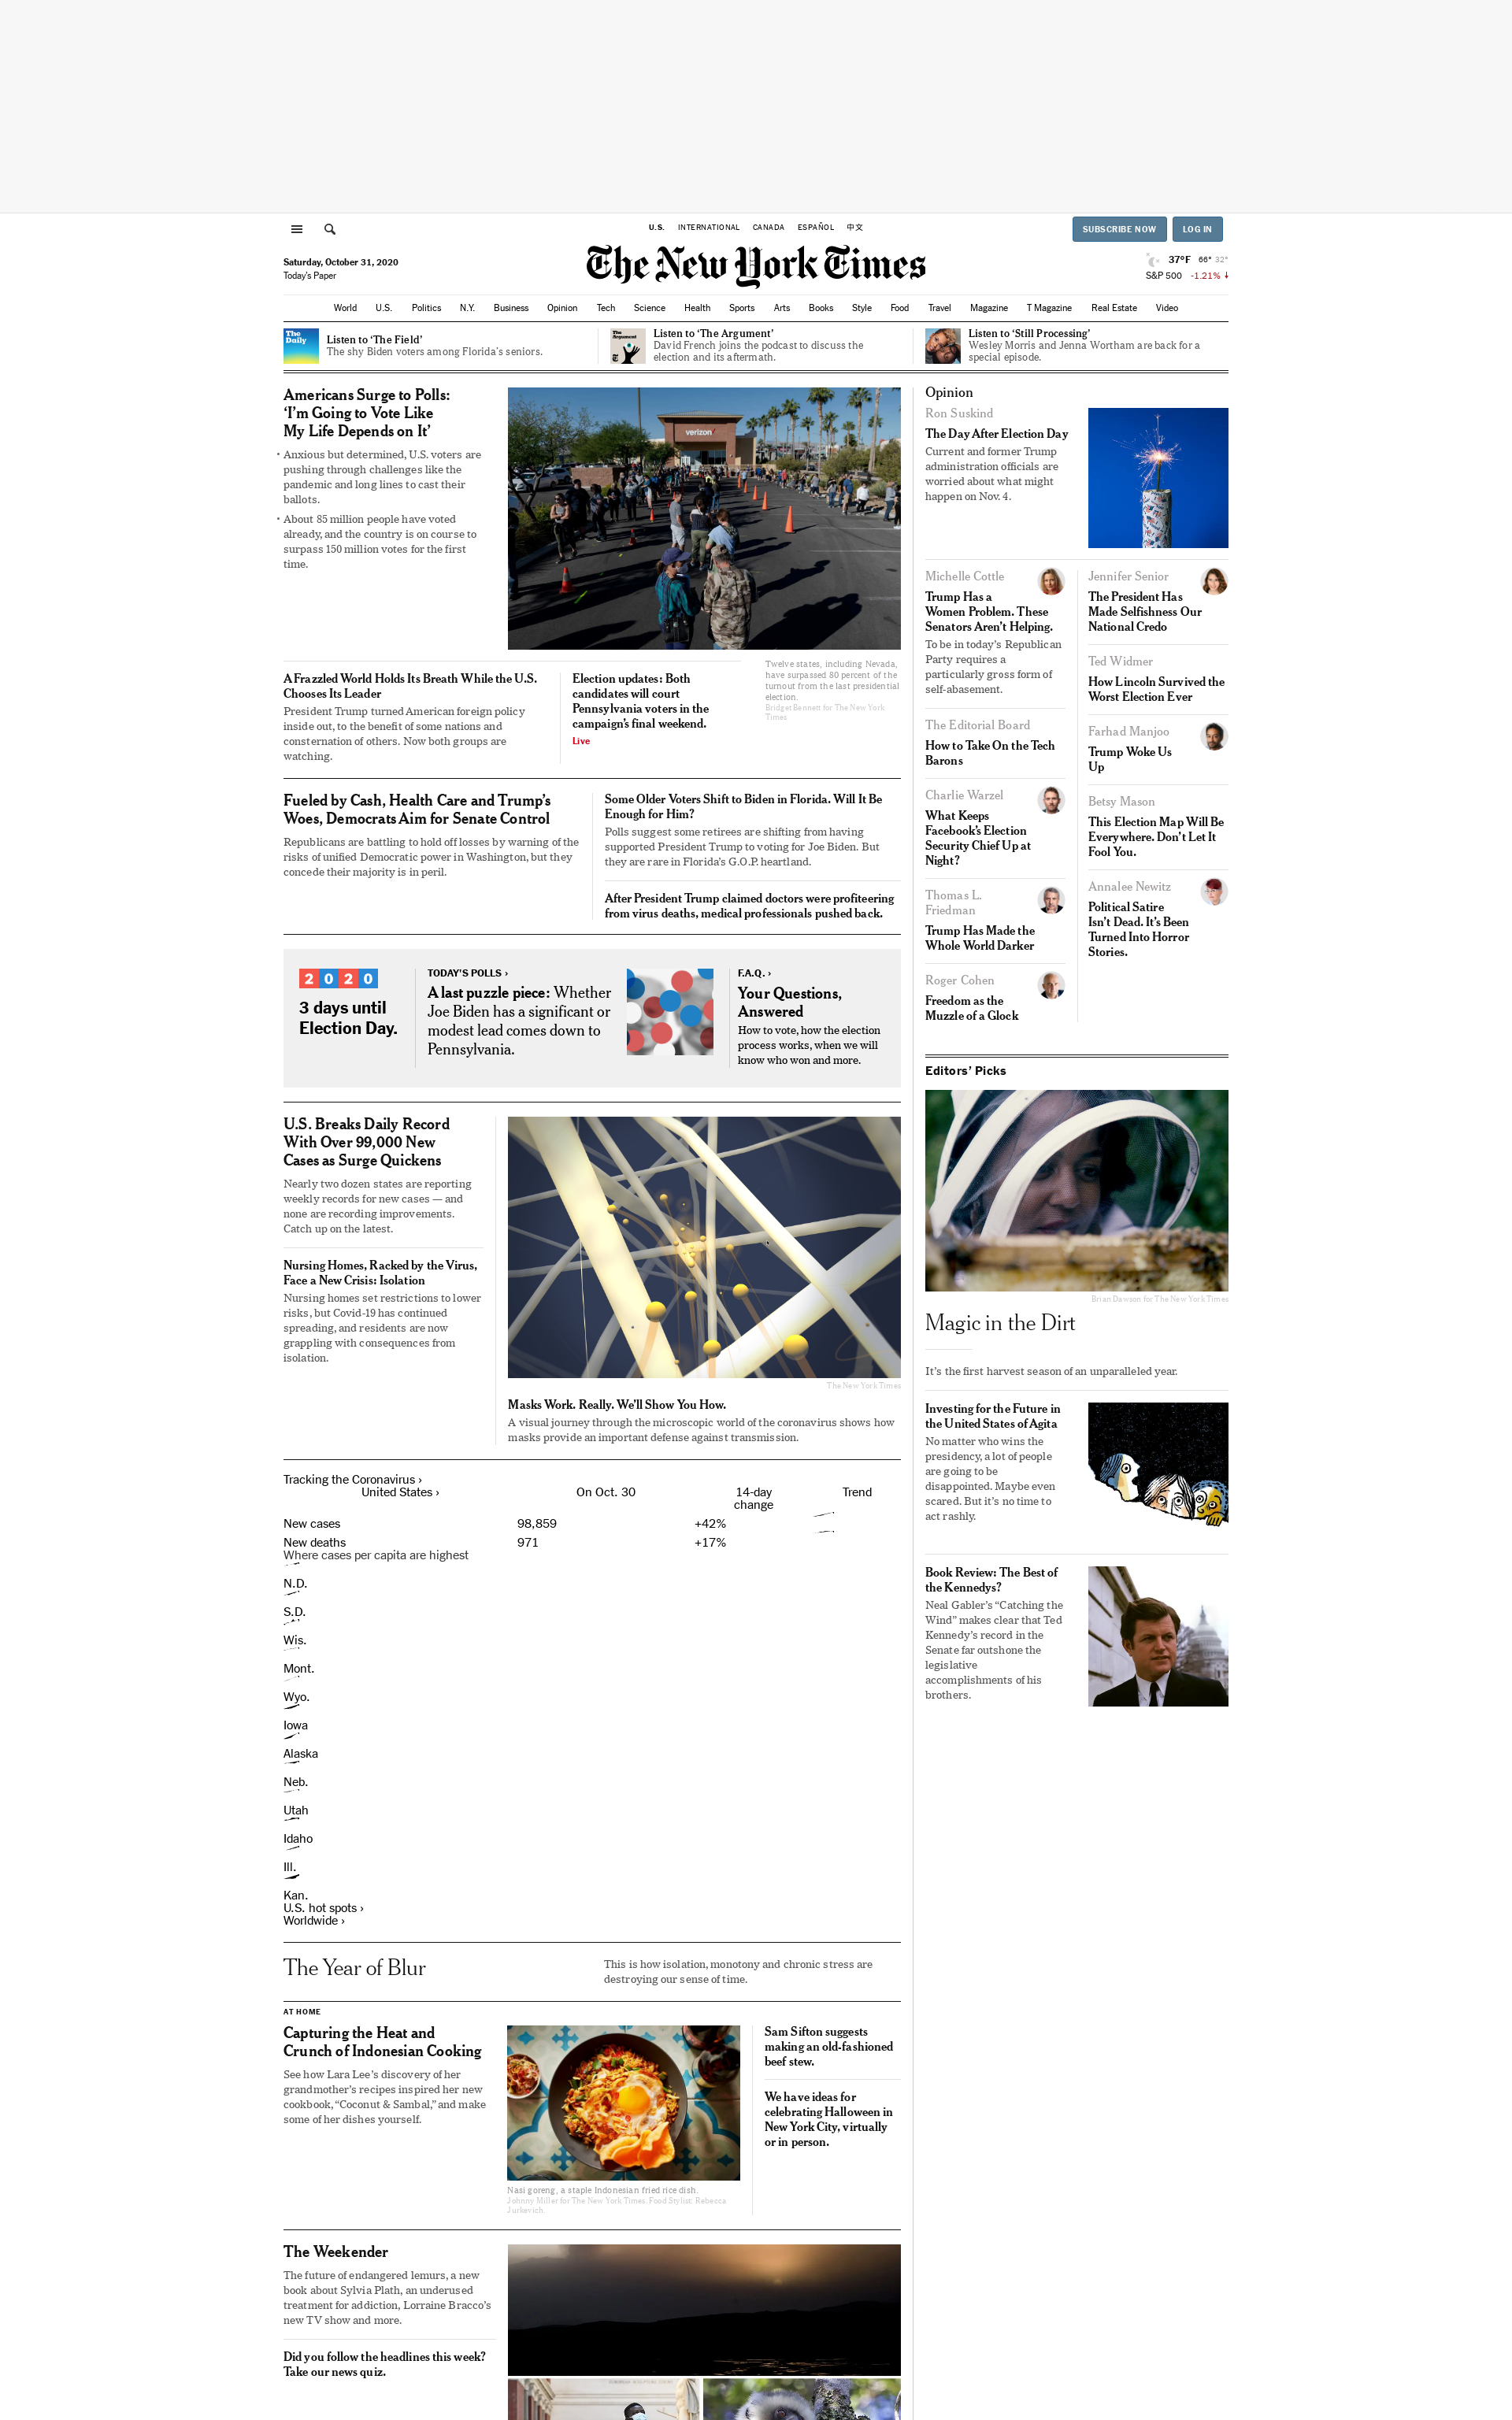 U.S. INTERNATIONAL CANADA ESPAÑOL 中文
SUBSCRIBE NOW LOG IN
Saturday, October 31, 2020
Today's Paper
The New York Times
37°F 66° 32°
S&P 500 -1.21%
World U.S. Politics N.Y. Business Opinion Tech Science Health Sports Arts Books Style Food Travel Magazine T Magazine Real Estate Video
The
Daily
Listen to ‘The Field’
The shy Biden voters among Florida’s seniors.
The
Argument
Listen to ‘The Argument’
David French joins the podcast to discuss the
election and its aftermath.
Listen to ‘Still Processing’
Wesley Morris and Jenna Wortham are back for a
special episode.
Americans Surge to Polls:
‘I’m Going to Vote Like
My Life Depends on It’
• Anxious but determined, U.S. voters are
pushing through challenges like the
pandemic and long lines to cast their
ballots.
• About 85 million people have voted
already, and the country is on course to
surpass 150 million votes for the first
time.
verizon
Twelve states, including Nevada,
have surpassed 80 percent of the
turnout from the last presidential
election.
Bridget Bennett for The New York
Times
A Frazzled World Holds Its Breath While the U.S.
Chooses Its Leader
President Trump turned American foreign policy
inside out, to the benefit of some nations and
consternation of others. Now both groups are
watching.
Election updates: Both
candidates will court
Pennsylvania voters in the
campaign’s final weekend.
Live
Fueled by Cash, Health Care and Trump’s
Woes, Democrats Aim for Senate Control
Republicans are battling to hold off losses by warning of the
risks of unified Democratic power in Washington, but they
concede their majority is in peril.
Some Older Voters Shift to Biden in Florida. Will It Be
Enough for Him?
Polls suggest some retirees are shifting from having
supported President Trump to voting for Joe Biden. But
they are rare in Florida’s G.O.P. heartland.
After President Trump claimed doctors were profiteering
from virus deaths, medical professionals pushed back.
2020
3 days until
Election Day.
TODAY’S POLLS ›
A last puzzle piece: Whether
Joe Biden has a significant or
modest lead comes down to
Pennsylvania.
F.A.Q. ›
Your Questions,
Answered
How to vote, how the election
process works, when we will
know who won and more.
U.S. Breaks Daily Record
With Over 99,000 New
Cases as Surge Quickens
Nearly two dozen states are reporting
weekly records for new cases — and
none are recording improvements.
Catch up on the latest.
Nursing Homes, Racked by the Virus,
Face a New Crisis: Isolation
Nursing homes set restrictions to lower
risks, but Covid-19 has continued
spreading, and residents are now
grappling with consequences from
isolation.
The New York Times
Masks Work. Really. We’ll Show You How.
A visual journey through the microscopic world of the coronavirus shows how
masks provide an important defense against transmission.
Tracking the Coronavirus ›
United States › On Oct. 30 14-day
change Trend
New cases 98,859 +42%
New deaths 971 +17%
Where cases per capita are highest
N.D.
S.D.
Wis.
Mont.
Wyo.
Iowa
Alaska
Neb.
Utah
Idaho
Ill.
Kan.
U.S. hot spots ›
Worldwide ›
The Year of Blur
This is how isolation, monotony and chronic stress are
destroying our sense of time.
AT HOME
Capturing the Heat and
Crunch of Indonesian Cooking
See how Lara Lee’s discovery of her
grandmother’s recipes inspired her new
cookbook, “Coconut & Sambal,” and make
some of her dishes yourself.
Nasi goreng, a staple Indonesian fried rice dish.
Johnny Miller for The New York Times. Food Stylist: Rebecca
Jurkevich.
Sam Sifton suggests
making an old-fashioned
beef stew.
We have ideas for
celebrating Halloween in
New York City, virtually
or in person.
The Weekender
The future of endangered lemurs, a new
book about Sylvia Plath, an underused
treatment for addiction, Lorraine Bracco’s
new TV show and more.
Did you follow the headlines this week?
Take our news quiz.
Opinion
Ron Suskind
The Day After Election Day
Current and former Trump
administration officials are
worried about what might
happen on Nov. 4.
Michelle Cottle
Trump Has a
Women Problem. These
Senators Aren’t Helping.
To be in today’s Republican
Party requires a
particularly gross form of
self-abasement.
The Editorial Board
How to Take On the Tech
Barons
Charlie Warzel
What Keeps
Facebook’s Election
Security Chief Up at
Night?
Thomas L.
Friedman
Trump Has Made the
Whole World Darker
Roger Cohen
Freedom as the
Muzzle of a Glock
Jennifer Senior
The President Has
Made Selfishness Our
National Credo
Ted Widmer
How Lincoln Survived the
Worst Election Ever
Farhad Manjoo
Trump Woke Us
Up
Betsy Mason
This Election Map Will Be
Everywhere. Don’t Let It
Fool You.
Annalee Newitz
Political Satire
Isn’t Dead. It’s Been
Turned Into Horror
Stories.
Editors’ Picks
Brian Dawson for The New York Times
Magic in the Dirt
It’s the first harvest season of an unparalleled year.
Investing for the Future in
the United States of Agita
No matter who wins the
presidency, a lot of people
are going to be
disappointed. Maybe even
scared. But it’s no time to
act rashly.
Book Review: The Best of
the Kennedys?
Neal Gabler’s “Catching the
Wind” makes clear that Ted
Kennedy’s record in the
Senate far outshone the
legislative
accomplishments of his
brothers.